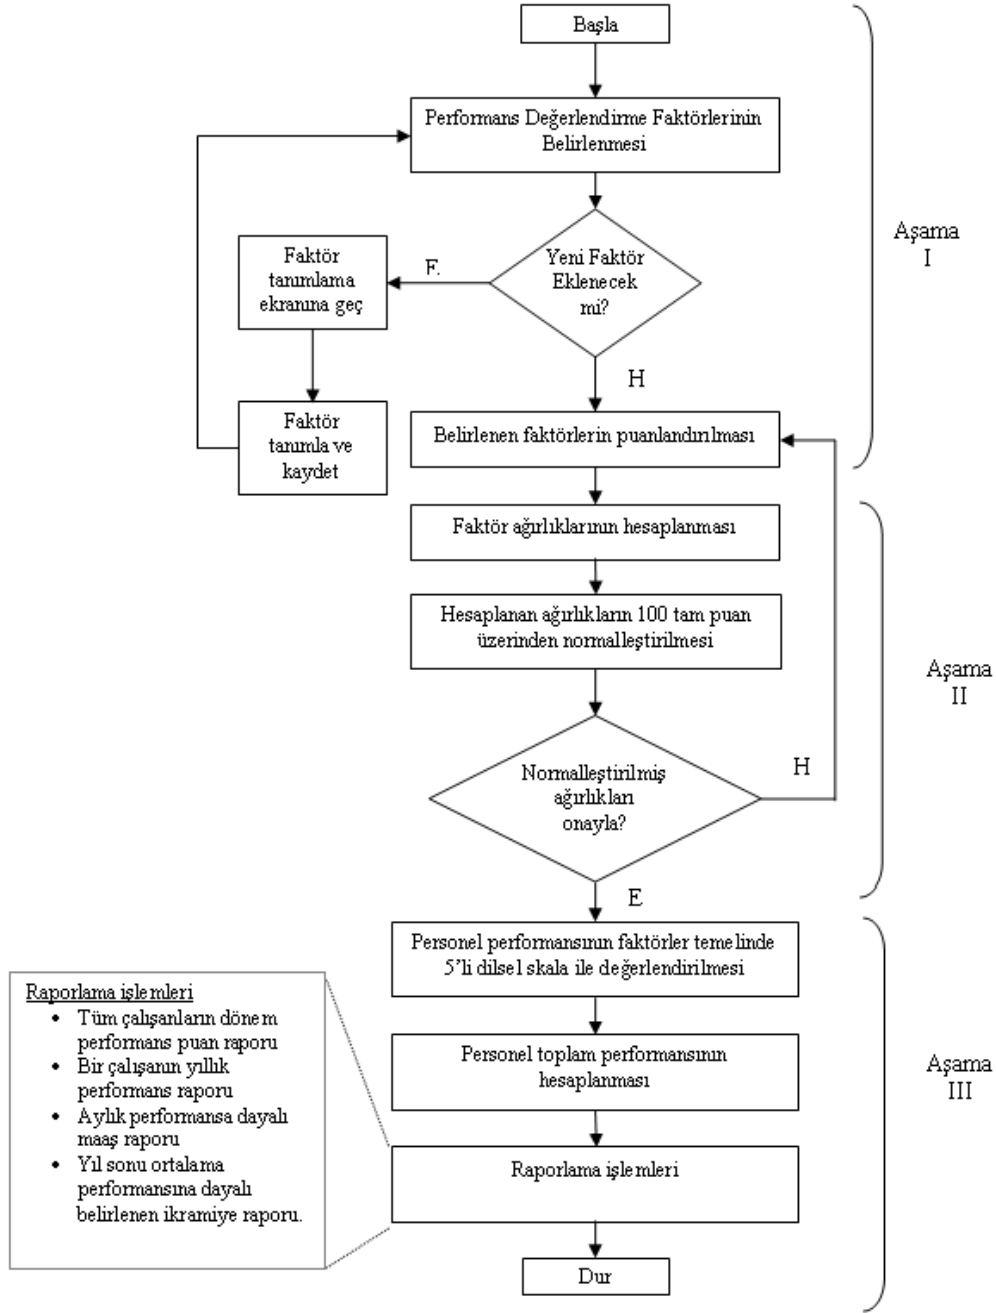 Başla
Performans Değerlendirme Faktörlerinin
Belirlenmesi
Yeni Faktör
Eklenecek
mi?
F.
Faktör
tanımlama
ekranına geç
Faktör
tanımla ve
kaydet
H
Belirlenen faktörlerin puanlandırılması
Aşama
I
Faktör ağırlıklarının hesaplanması
Hesaplanan ağırlıkların 100 tam puan
üzerinden normalleştirilmesi
Normalleştirilmiş
ağırlıkları
onayla?
H
E
Aşama
II
Personel performansının faktörler temelinde
5'li dilsel skala ile değerlendirilmesi
Personel toplam performansının
hesaplanması
Raporlama işlemleri
Raporlama işlemleri
• Tüm çalışanların dönem
performans puan raporu
• Bir çalışanın yıllık
performans raporu
• Aylık performansa dayalı
maaş raporu
• Yıl sonu ortalama
performansına dayalı
belirlenen ikramiye raporu.
Aşama
III
Dur